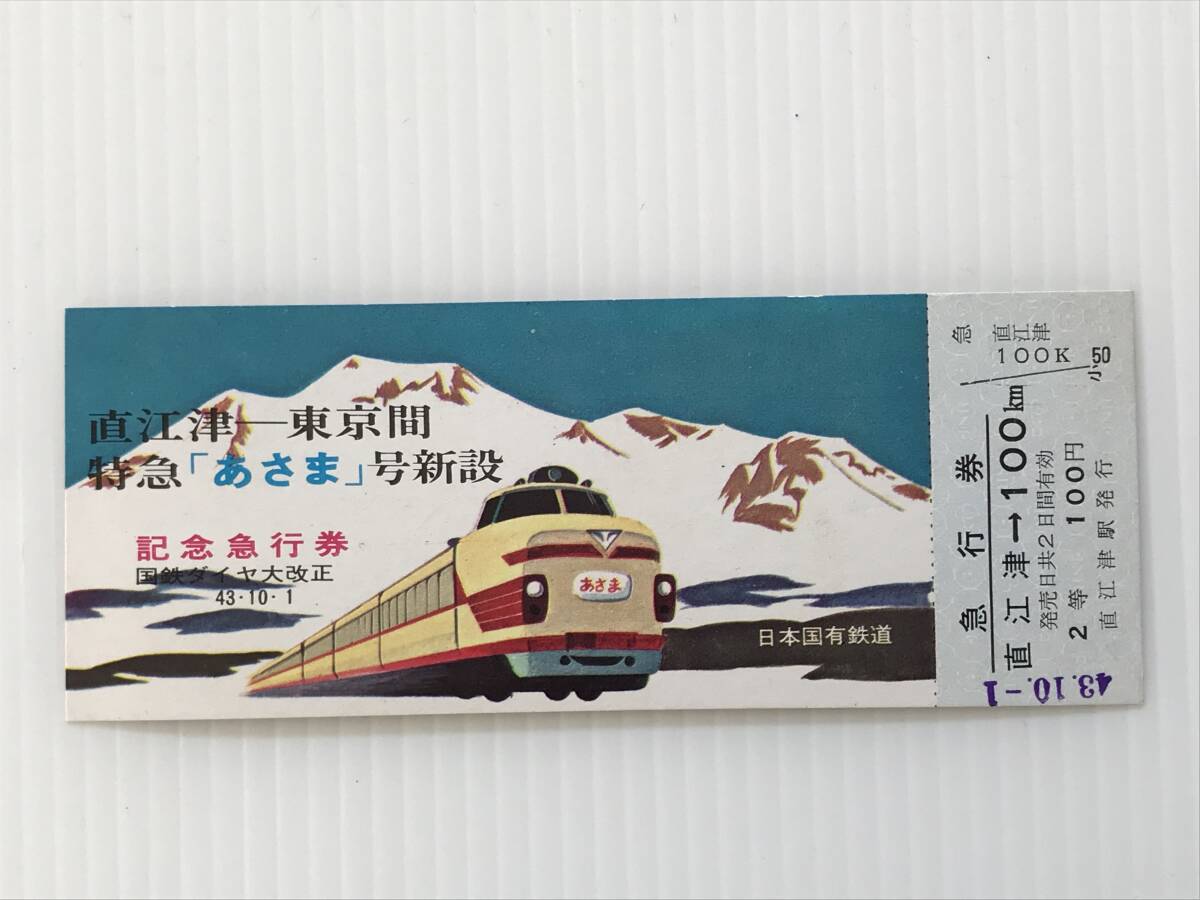 直江津―東京間
特急「あさま」号新設
記念急行券
国鉄ダイヤ大改正
43・10・1
あさま
日本国有鉄道
急 直江津
100K
小 50
急行券
直江津→100km
発売日共2日間有効
2等 100円
直江津駅発行
43.10.-1